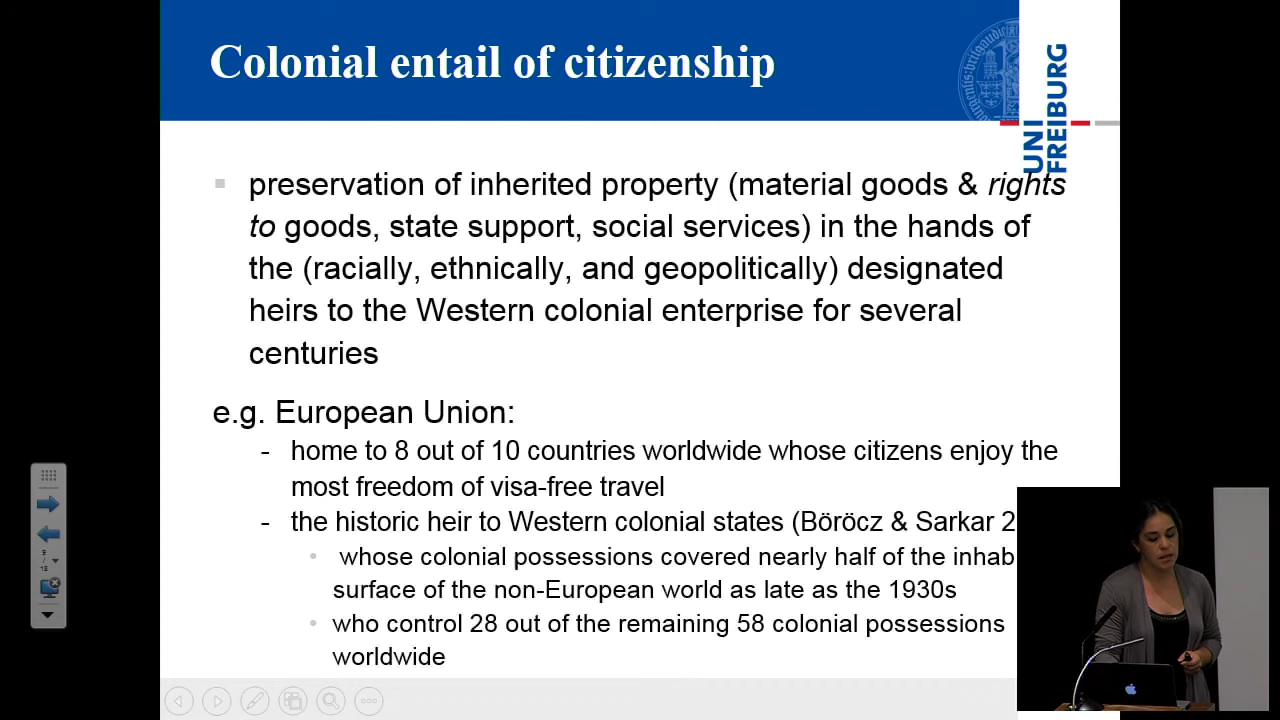 Colonial entail of citizenship
UNI
FREIBURG
preservation of inherited property (material goods & rights
to goods, state support, social services) in the hands of
the (racially, ethnically, and geopolitically) designated
heirs to the Western colonial enterprise for several
centuries
e.g. European Union:
- home to 8 out of 10 countries worldwide whose citizens enjoy the
most freedom of visa-free travel
- the historic heir to Western colonial states (Böröcz & Sarkar 2
whose colonial possessions covered nearly half of the inhab
surface of the non-European world as late as the 1930s
who control 28 out of the remaining 58 colonial possessions
worldwide